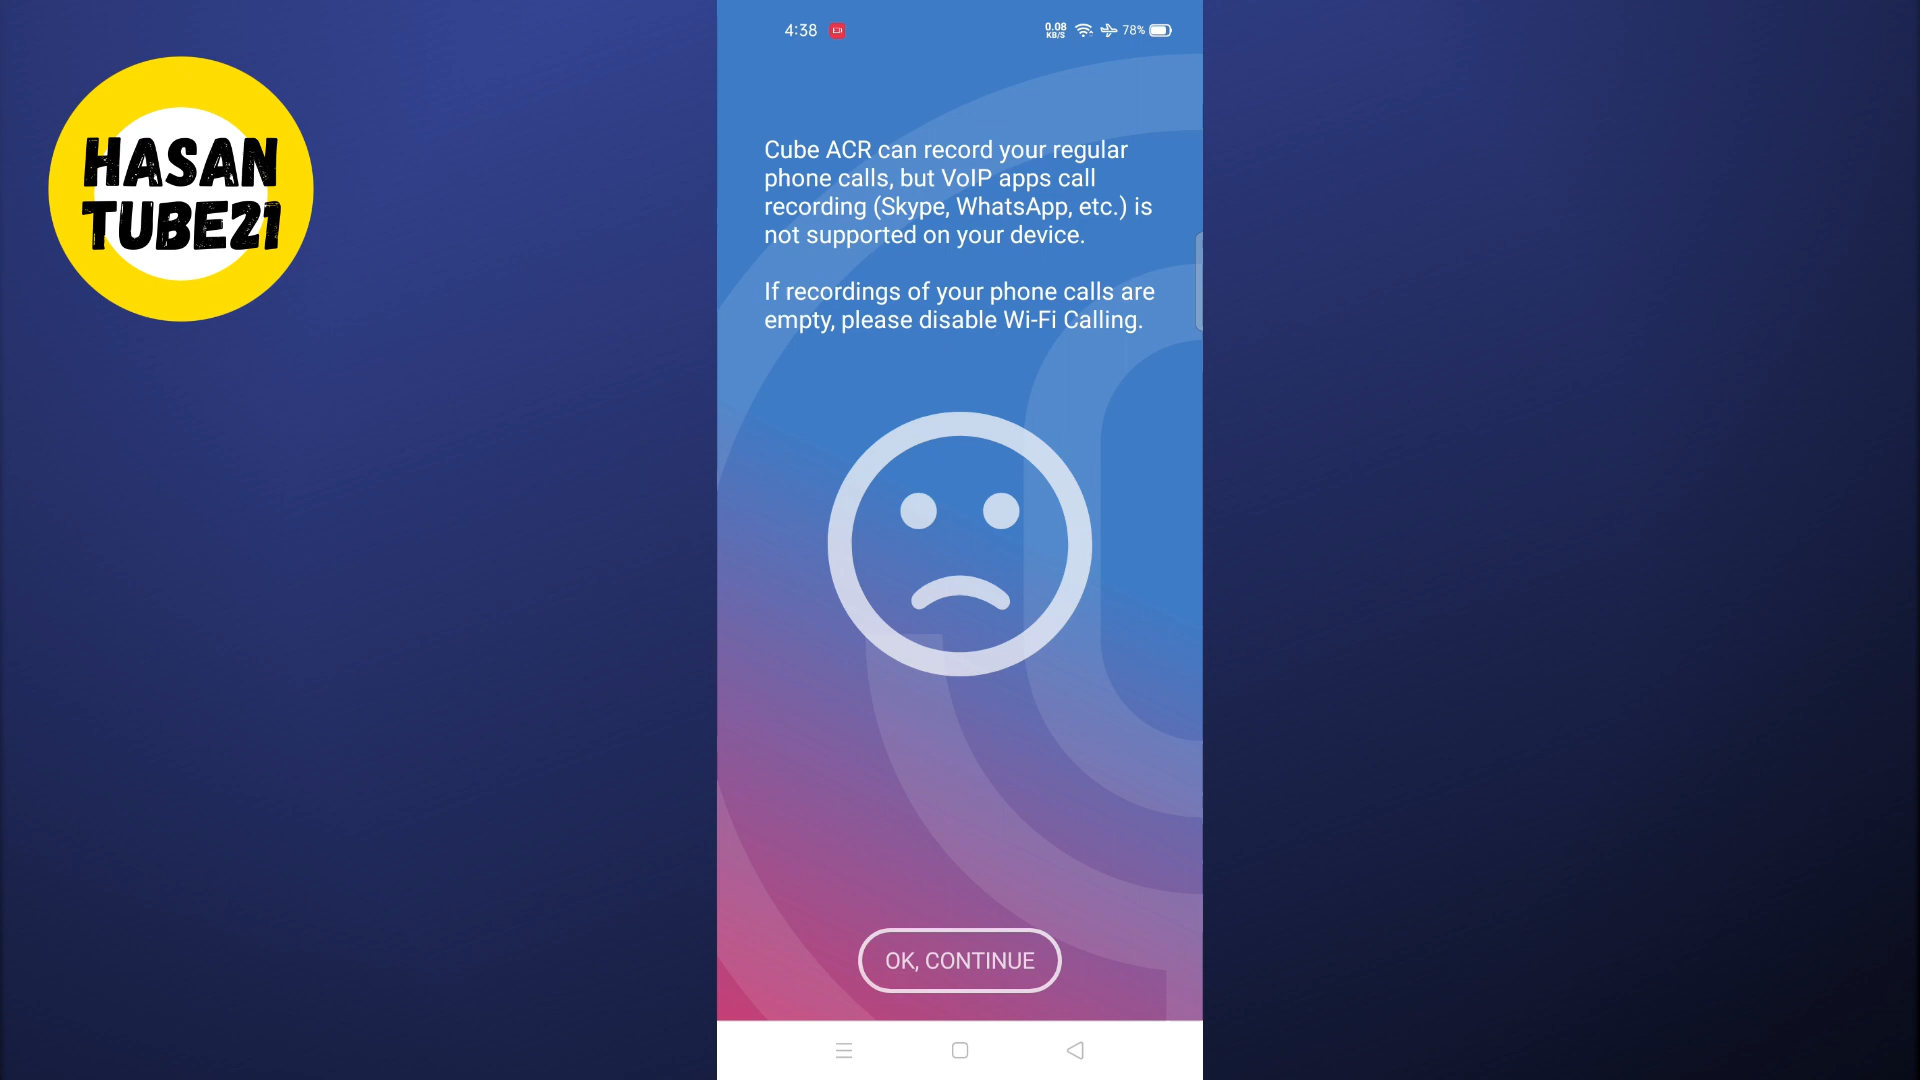 HASAN
TUBE21
4:38
0.08
KB/S
78%
Cube ACR can record your regular
phone calls, but VoIP apps call
recording (Skype, WhatsApp, etc.) is
not supported on your device.
If recordings of your phone calls are
empty, please disable Wi-Fi Calling.
OK, CONTINUE